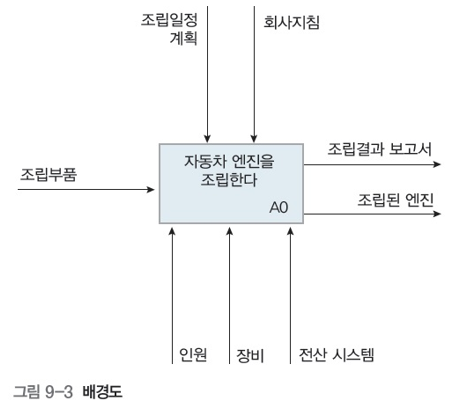 조립일정
계획
회사지침
자동차 엔진을
조립한다
A0
조립부품
조립결과 보고서
조립된 엔진
인원
장비
전산 시스템
그림 9-3 배경도